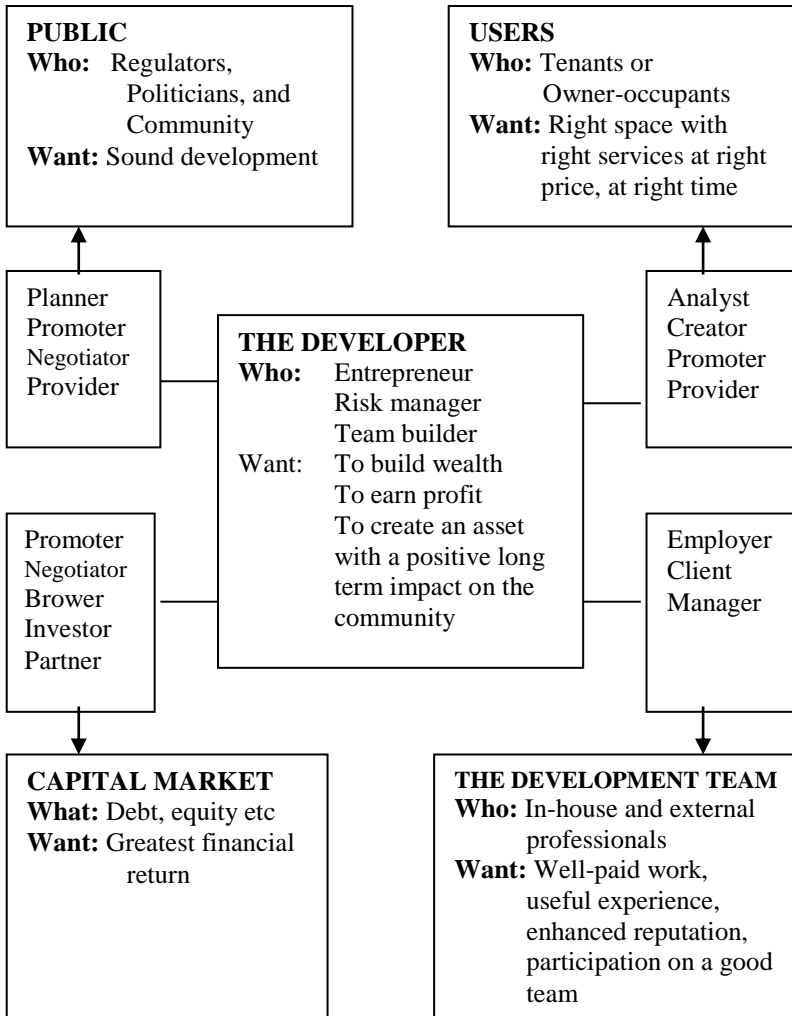 PUBLIC
Who: Regulators,
Politicians, and
Community
Want: Sound development
USERS
Who: Tenants or
Owner-occupants
Want: Right space with
right services at right
price, at right time
Planner
Promoter
Negotiator
Provider
THE DEVELOPER
Who: Entrepreneur
Risk manager
Team builder
Want: To build wealth
To earn profit
To create an asset
with a positive long
term impact on the
community
Analyst
Creator
Promoter
Provider
Promoter
Negotiator
Brower
Investor
Partner
Employer
Client
Manager
CAPITAL MARKET
What: Debt, equity etc
Want: Greatest financial
return
THE DEVELOPMENT TEAM
Who: In-house and external
professionals
Want: Well-paid work,
useful experience,
enhanced reputation,
participation on a good
team